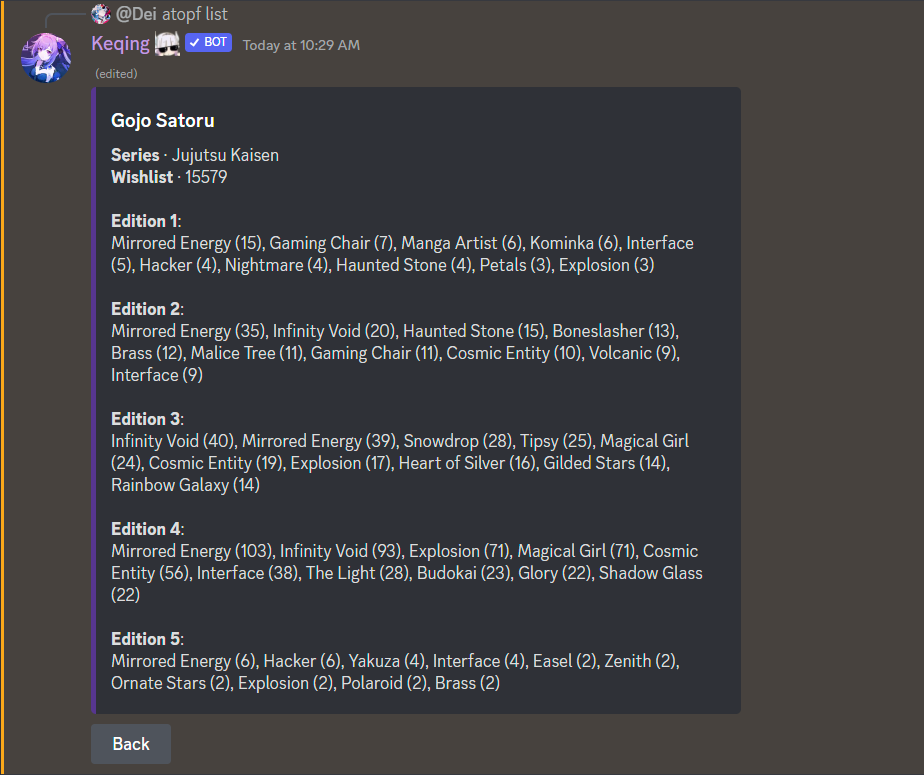 @Dei atopf list
Keqing ✓ BOT Today at 10:29 AM
(edited)
Gojo Satoru
Series · Jujutsu Kaisen
Wishlist · 15579
Edition 1:
Mirrored Energy (15), Gaming Chair (7), Manga Artist (6), Kominka (6), Interface
(5), Hacker (4), Nightmare (4), Haunted Stone (4), Petals (3), Explosion (3)
Edition 2:
Mirrored Energy (35), Infinity Void (20), Haunted Stone (15), Boneslasher (13),
Brass (12), Malice Tree (11), Gaming Chair (11), Cosmic Entity (10), Volcanic (9),
Interface (9)
Edition 3:
Infinity Void (40), Mirrored Energy (39), Snowdrop (28), Tipsy (25), Magical Girl
(24), Cosmic Entity (19), Explosion (17), Heart of Silver (16), Gilded Stars (14),
Rainbow Galaxy (14)
Edition 4:
Mirrored Energy (103), Infinity Void (93), Explosion (71), Magical Girl (71), Cosmic
Entity (56), Interface (38), The Light (28), Budokai (23), Glory (22), Shadow Glass
(22)
Edition 5:
Mirrored Energy (6), Hacker (6), Yakuza (4), Interface (4), Easel (2), Zenith (2),
Ornate Stars (2), Explosion (2), Polaroid (2), Brass (2)
Back